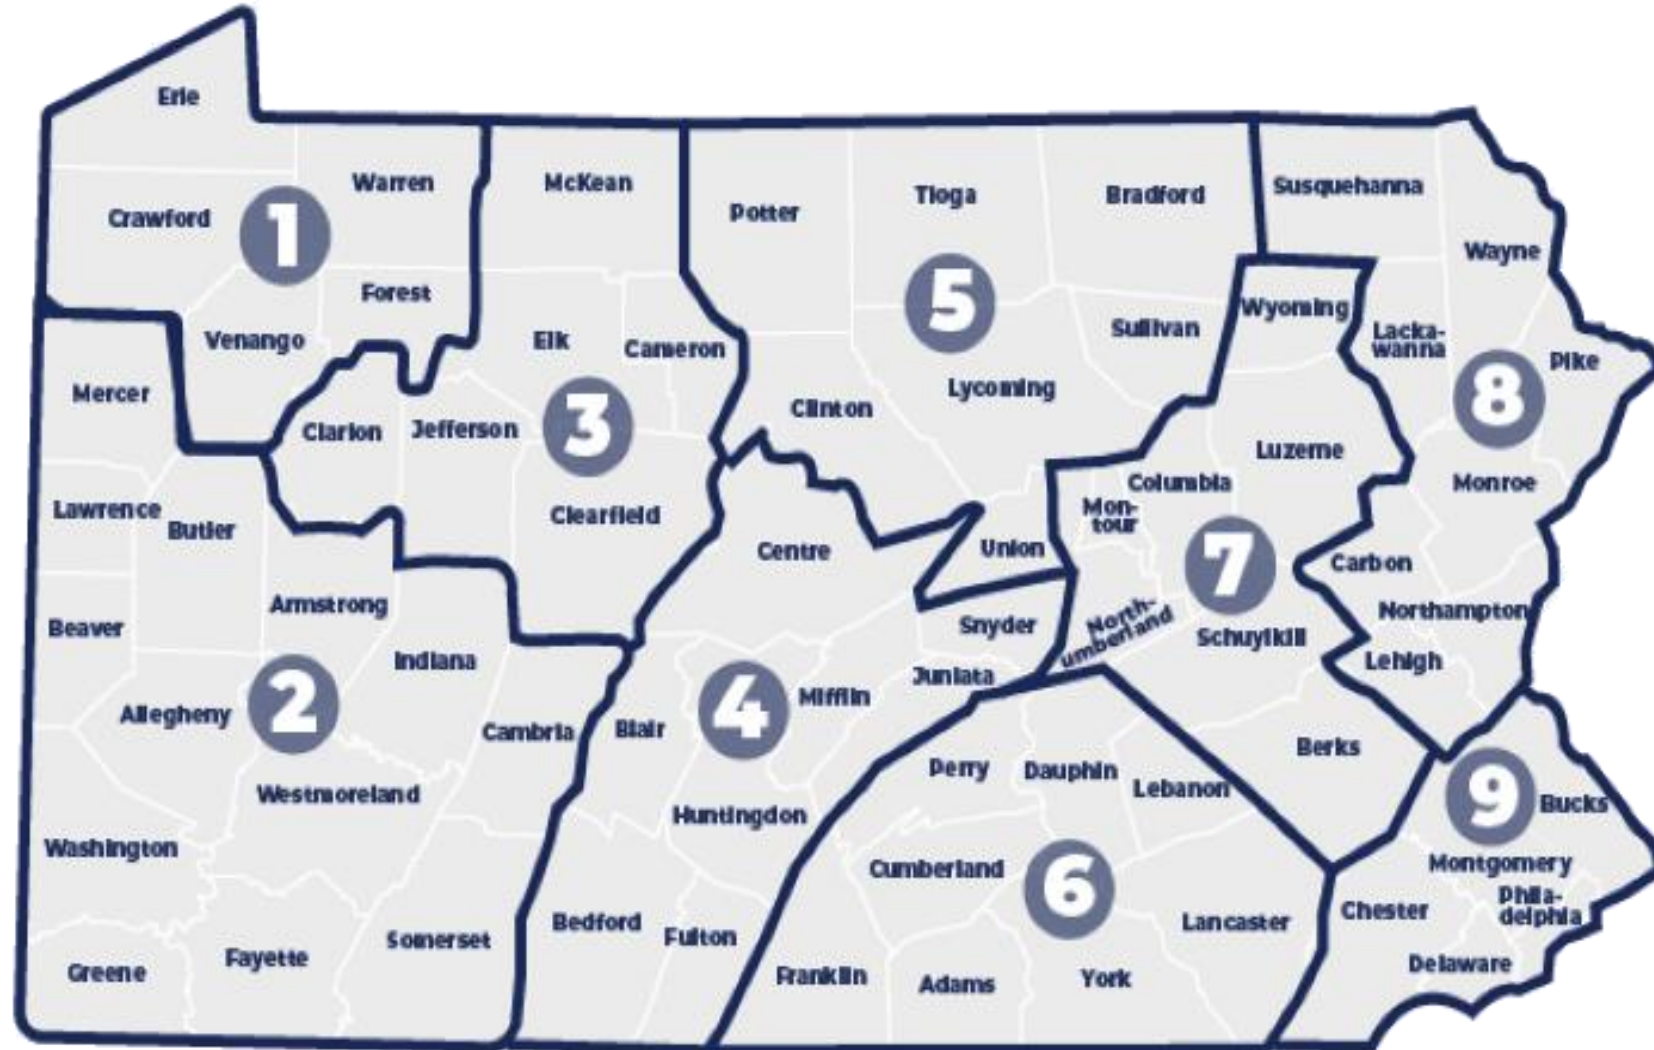 Erie
Warren
McKean
Crawford
1
Forest
Venango
Potter
Tioga
Bradford
5
Sullivan
Lycoming
Clinton
Union
Susquehanna
Wayne
Wyoming
Lacka-
wanna
Pike
8
Monroe
Carbon
Northampton
Lehigh
Elk
Cameron
Clarion
Jefferson
3
Clearfield
Mercer
Lawrence
Butler
Armstrong
Beaver
Indiana
Allegheny
2
Cambria
Westmoreland
Washington
Somerset
Fayette
Greene
Centre
Snyder
Juniata
Mifflin
4
Blair
Huntingdon
Bedford
Fulton
Luzerne
Columbia
Mon-
tour
7
North-
umberland
Schuylkill
Berks
Perry
Dauphin
Lebanon
Cumberland
6
Lancaster
Franklin
Adams
York
9
Bucks
Montgomery
Phila-
delphia
Chester
Delaware